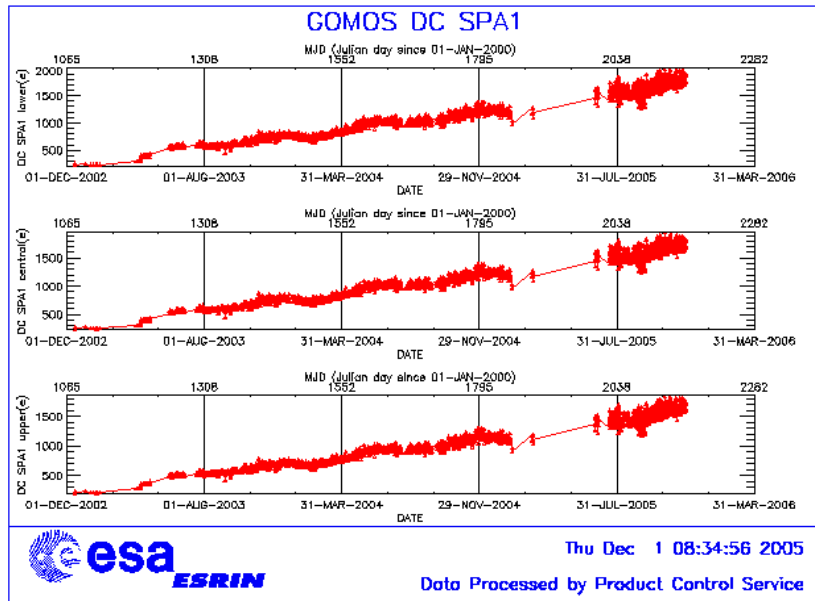 GOMOS DC SPA1
MJD (Julian day since 01-JAN-2000)
1065 1308 1552 1795 2038 2282
DC SPA1 lower(e)
2000
1500
1000
500
01-DEC-2002 01-AUG-2003 31-MAR-2004 29-NOV-2004 31-JUL-2005 31-MAR-2006
DATE
MJD (Julian day since 01-JAN-2000)
1065 1308 1552 1795 2038 2282
DC SPA1 central(e)
1500
1000
500
01-DEC-2002 01-AUG-2003 31-MAR-2004 29-NOV-2004 31-JUL-2005 31-MAR-2006
DATE
MJD (Julian day since 01-JAN-2000)
1065 1308 1552 1795 2038 2282
DC SPA1 upper(e)
1500
1000
500
01-DEC-2002 01-AUG-2003 31-MAR-2004 29-NOV-2004 31-JUL-2005 31-MAR-2006
DATE
esa
ESRIN
Thu Dec 1 08:34:56 2005
Data Processed by Product Control Service